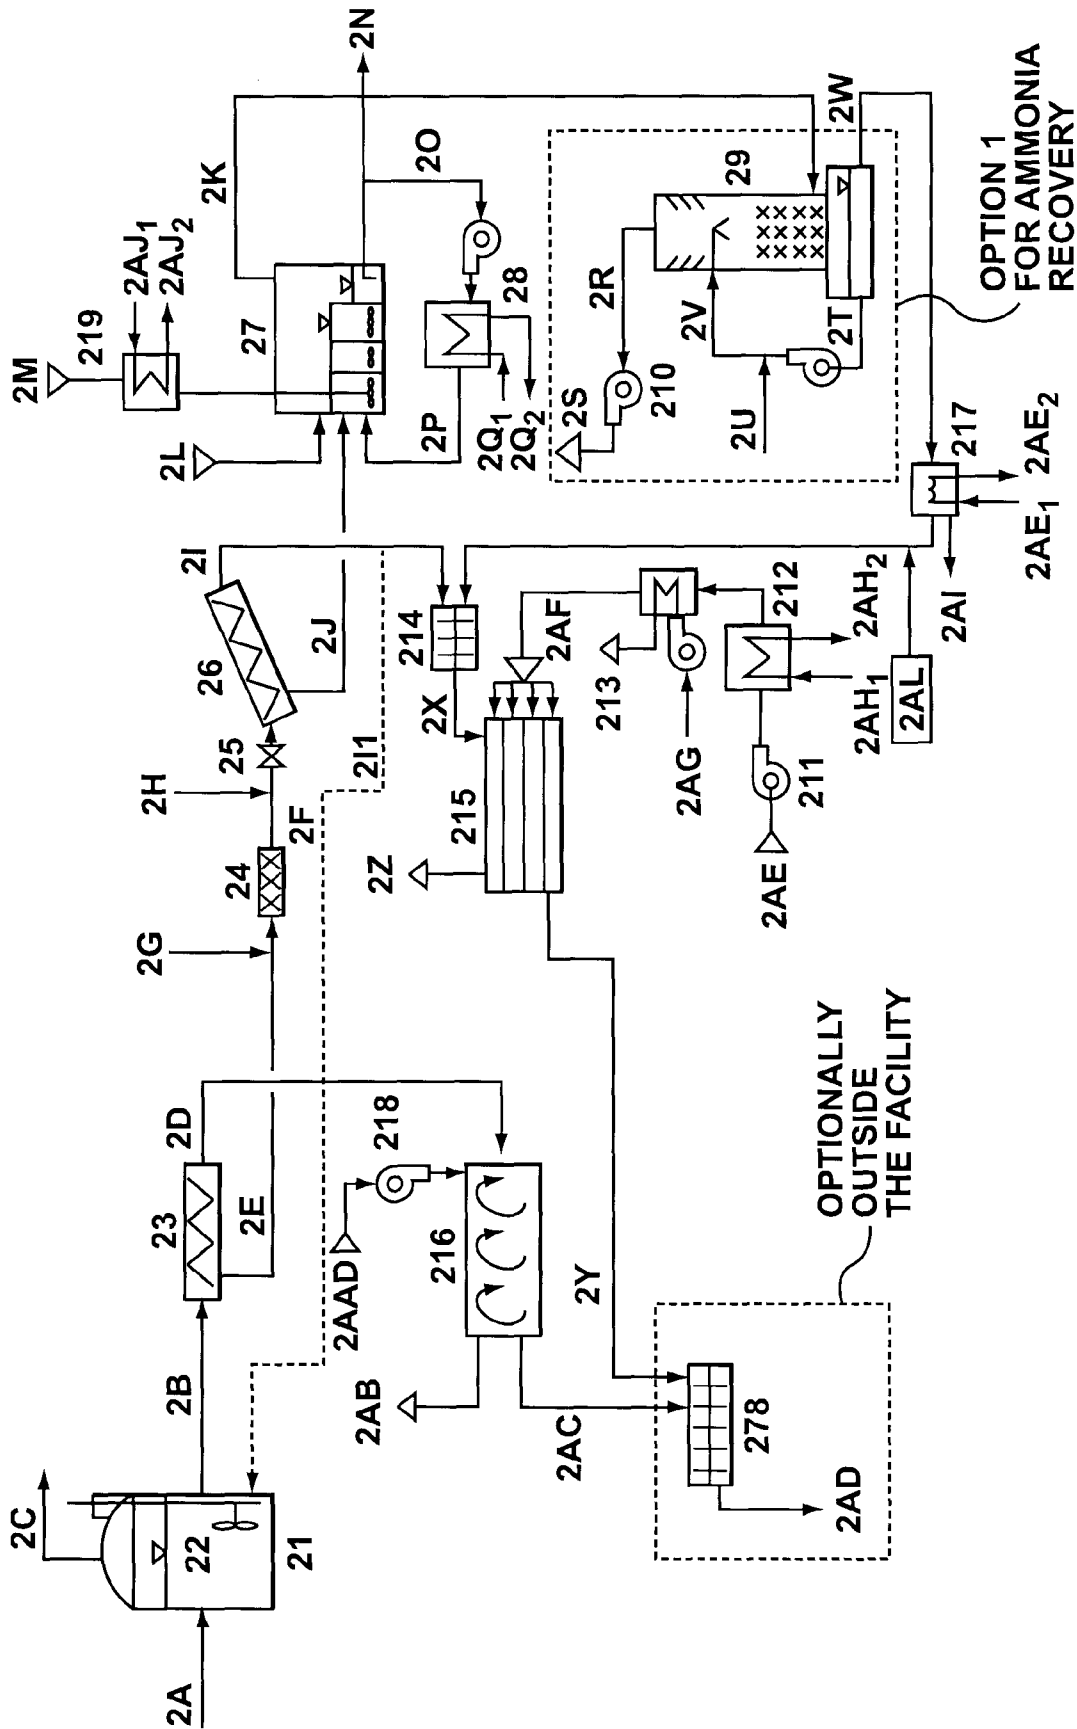 2A
2C
22
21
2B
23
2D
2E
2G
24
2F
2H
25
26
2I
2J
2I1
2L
2M
219
2AJ1
2AJ2
27
2K
2N
2O
28
2P
2Q1
2Q2
2R
2S
210
29
2V
2U
2T
2W
OPTION 1
FOR AMMONIA
RECOVERY
217
2AE1
2AE2
2AI
2AL
214
2X
215
2Z
2AF
213
2AG
212
2AH1
2AH2
211
2AE
2AAD
218
216
2AB
2AC
2Y
278
2AD
OPTIONALLY
OUTSIDE
THE FACILITY